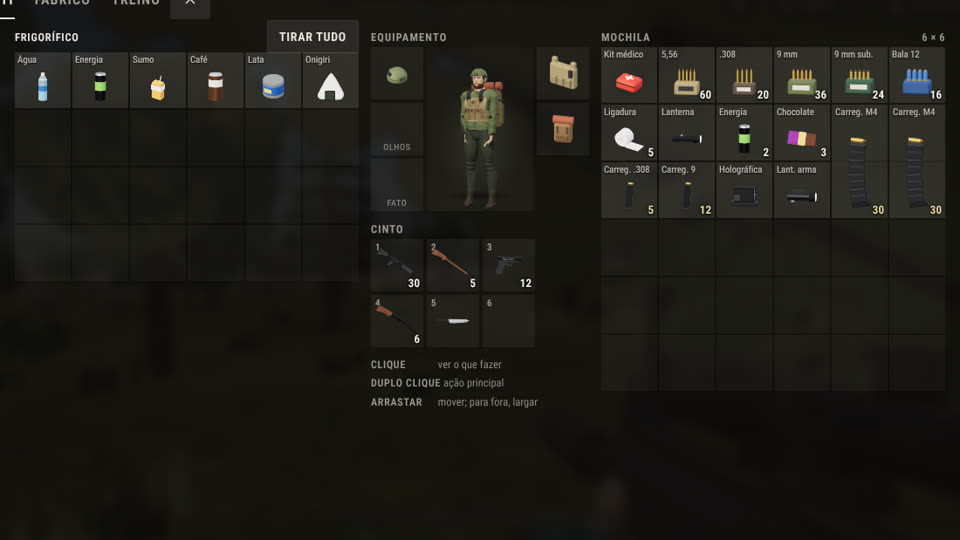 FABRICO TREINO
FRIGORÍFICO
TIRAR TUDO
Água Energia Sumo Café Lata Onigiri
EQUIPAMENTO
OLHOS
FATO
CINTO
1 30 2 5 3 12
4 6 5 6
CLIQUE ver o que fazer
DUPLO CLIQUE ação principal
ARRASTAR mover; para fora, largar
MOCHILA 6 × 6
Kit médico 5,56 .308 9 mm 9 mm sub. Bala 12
60 20 36 24 16
Ligadura Lanterna Energia Chocolate Carreg. M4 Carreg. M4
5 2 3
Carreg. .308 Carreg. 9 Holográfica Lant. arma
5 12 30 30